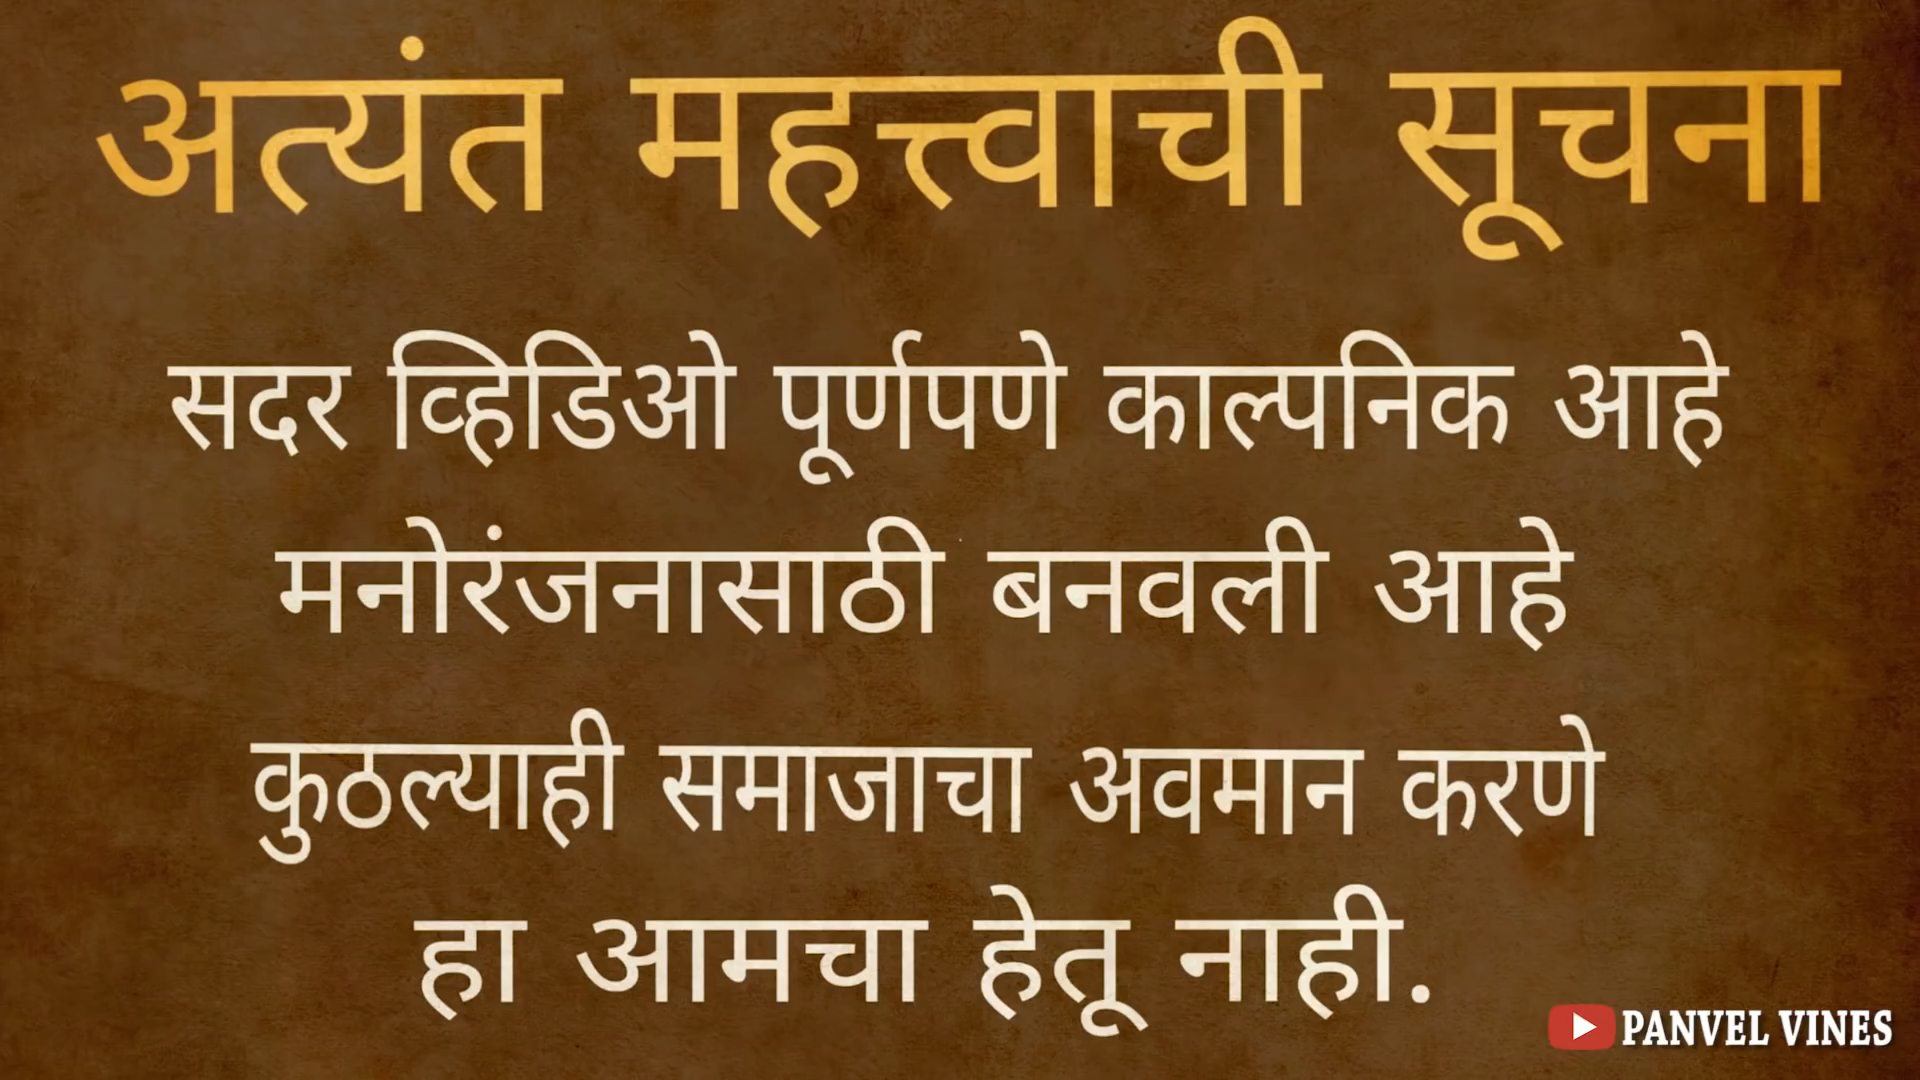 अत्यंत महत्त्वाची सूचना
सदर व्हिडिओ पूर्णपणे काल्पनिक आहे
मनोरंजनासाठी बनवली आहे
कुठल्याही समाजाचा अवमान करणे
हा आमचा हेतू नाही.
PANVEL VINES